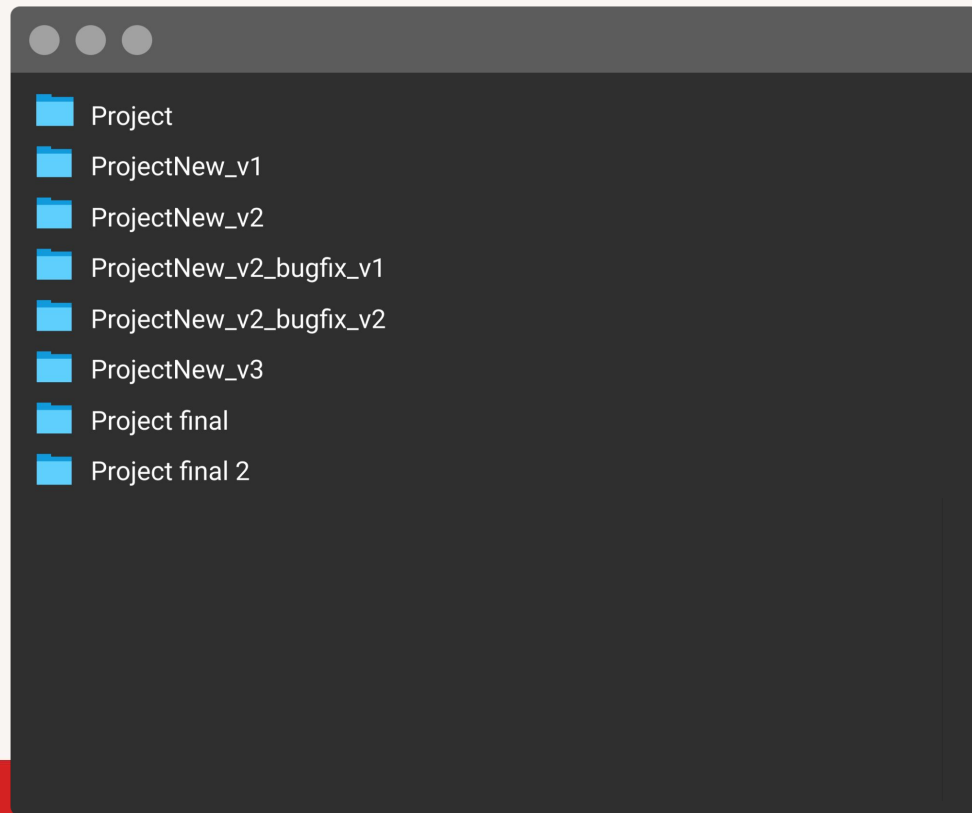 Project
ProjectNew_v1
ProjectNew_v2
ProjectNew_v2_bugfix_v1
ProjectNew_v2_bugfix_v2
ProjectNew_v3
Project final
Project final 2